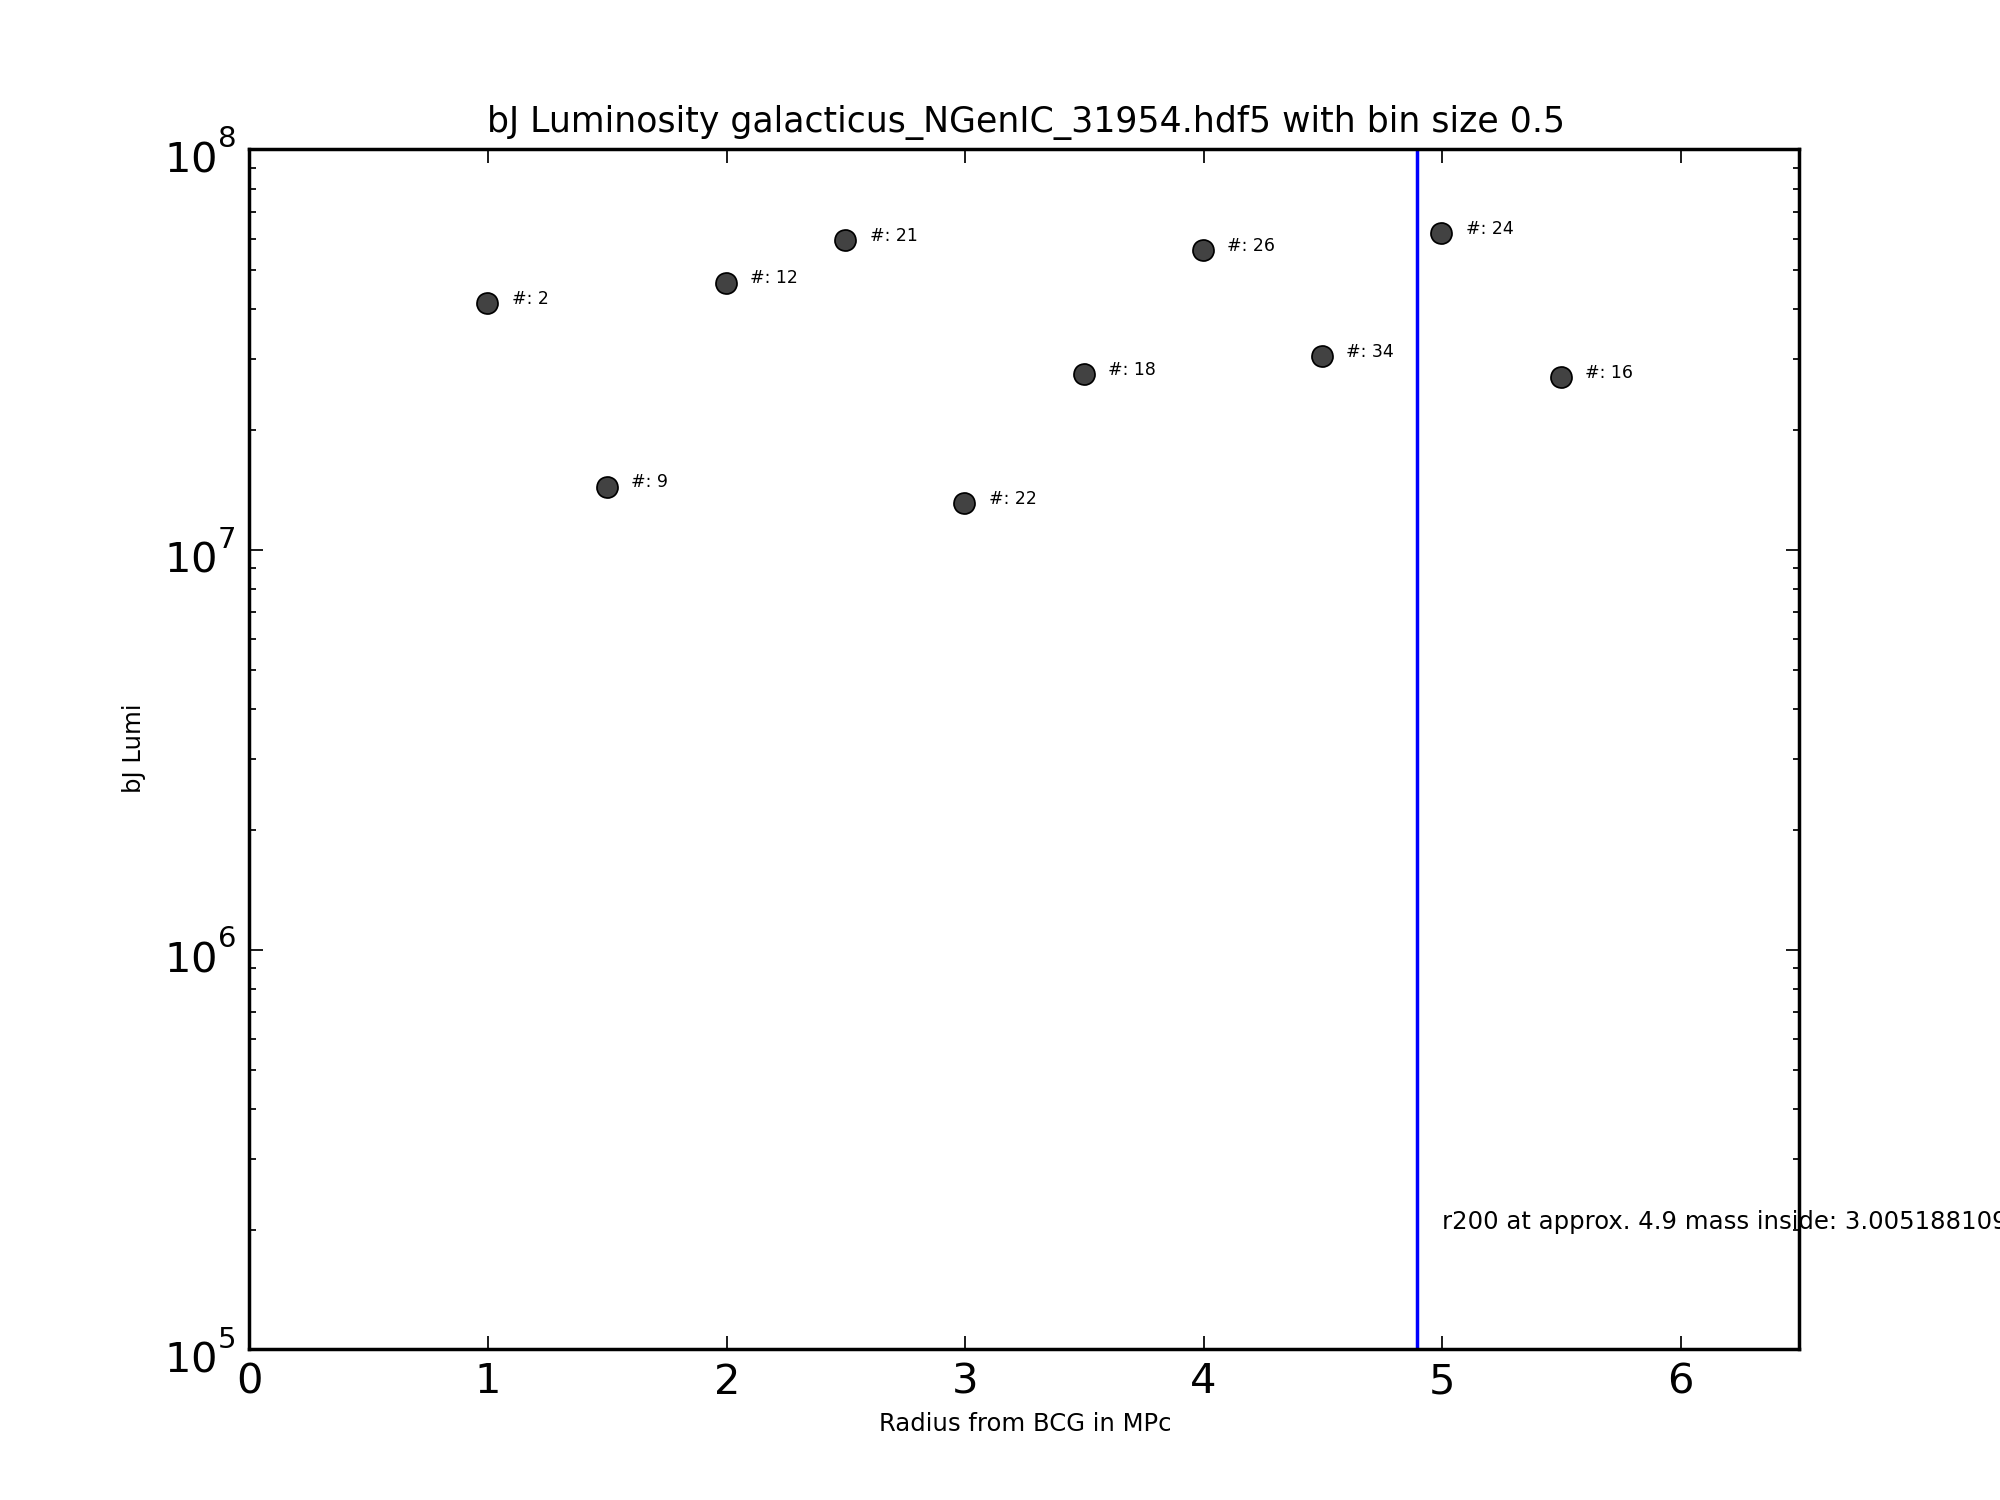 bJ Luminosity galacticus_NGenIC_31954.hdf5 with bin size 0.5
10^8
#: 24
#: 21
#: 26
#: 12
#: 2
#: 34
#: 18
#: 16
#: 9
#: 22
10^7
bJ Lumi
10^6
r200 at approx. 4.9 mass inside: 3.005188109
10^5
0 1 2 3 4 5 6
Radius from BCG in MPc